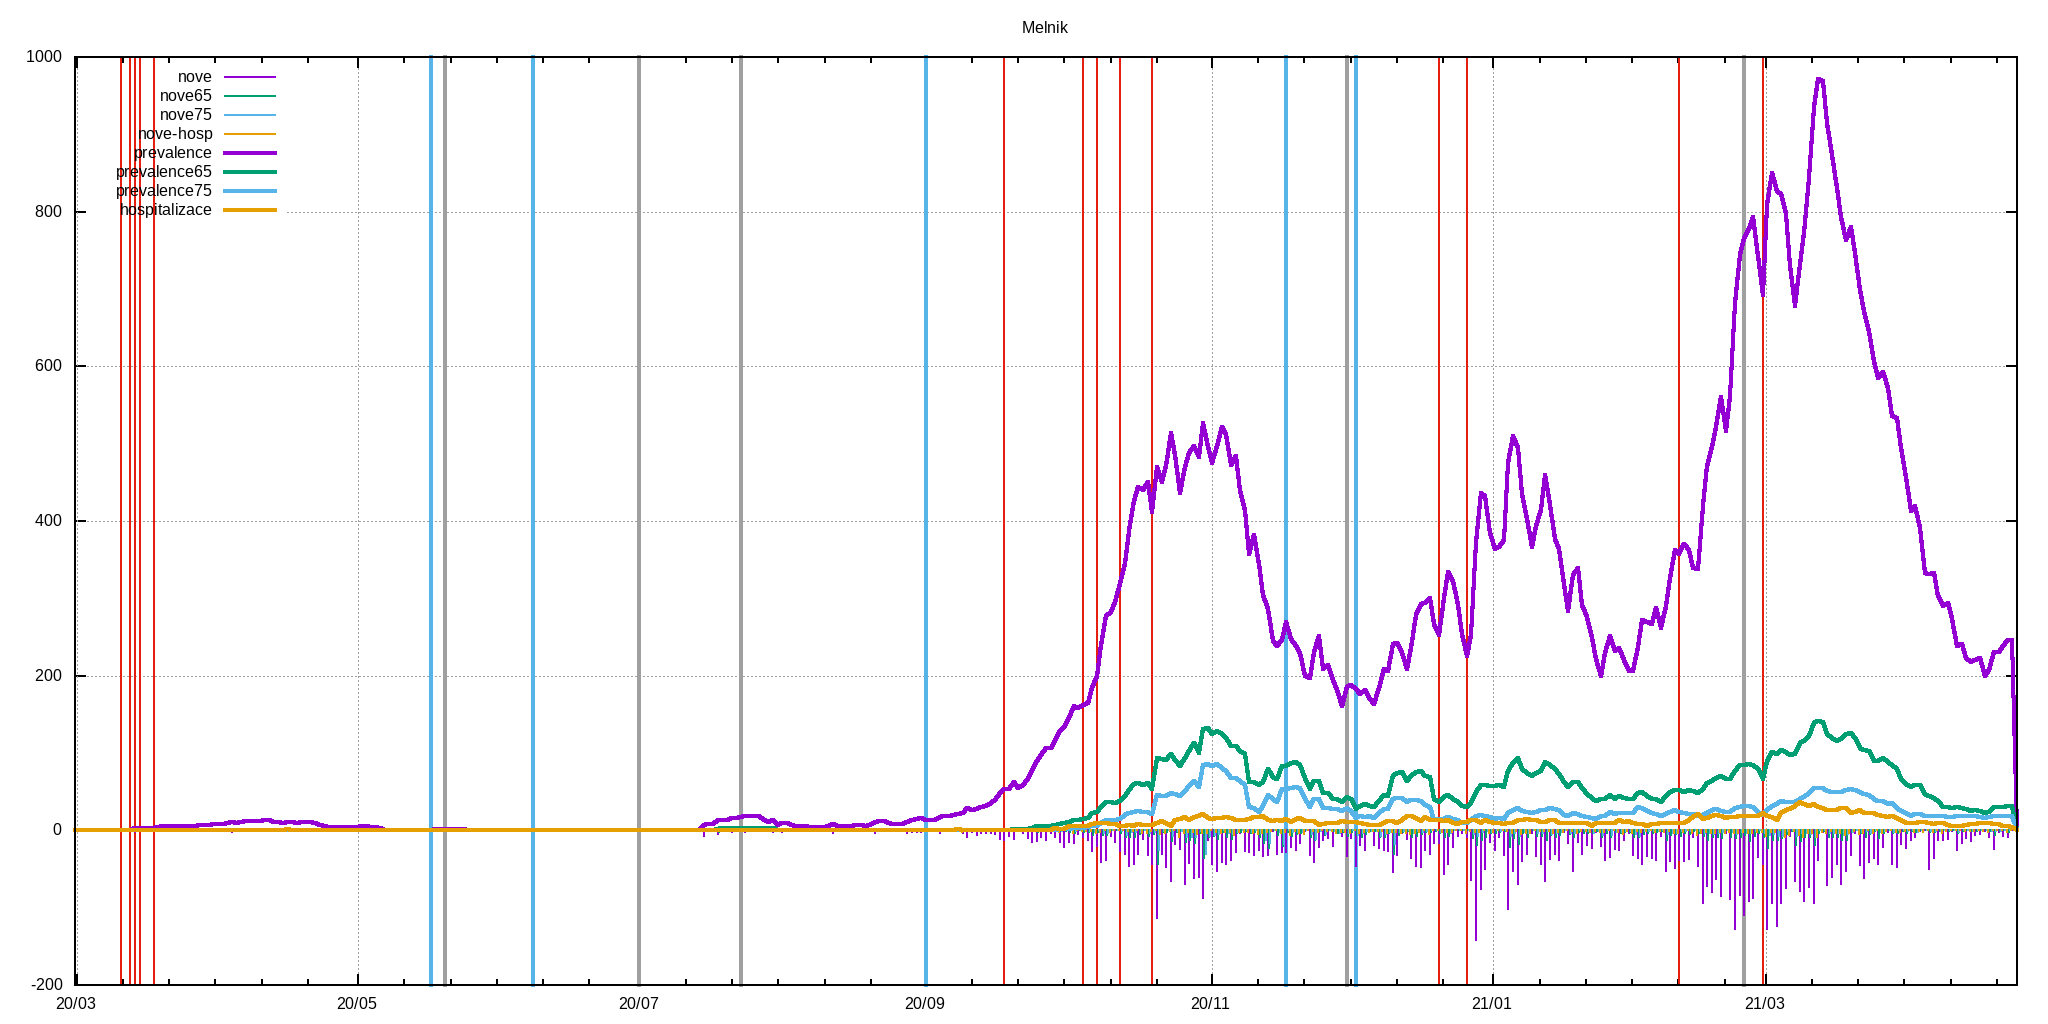 Melnik
1000
800
600
400
200
0
-200
nove
nove65
nove75
nove-hosp
prevalence
prevalence65
prevalence75
hospitalizace
20/03
20/05
20/07
20/09
20/11
21/01
21/03